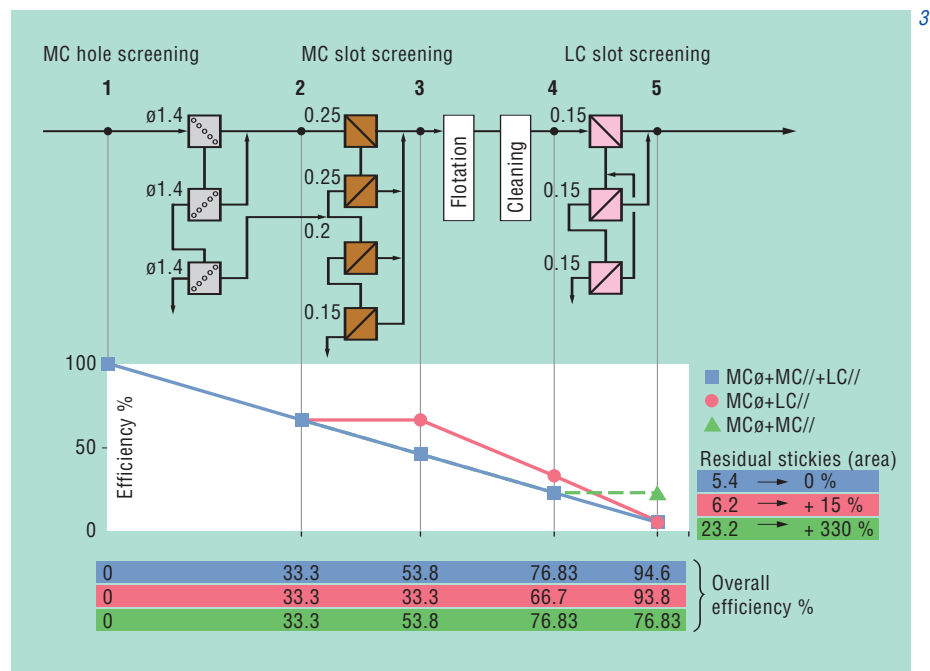 3
MC hole screening MC slot screening LC slot screening
1 2 3 4 5
ø1.4 0.25 0.15
ø1.4 0.25 0.15
ø1.4 0.2 0.15
0.15
Flotation
Cleaning
100
50
0
Efficiency %
MCø+MC//+LC//
MCø+LC//
MCø+MC//
Residual stickies (area)
5.4 → 0 %
6.2 → + 15 %
23.2 → + 330 %
0 33.3 53.8 76.83 94.6
0 33.3 33.3 66.7 93.8
0 33.3 53.8 76.83 76.83
Overall
efficiency %